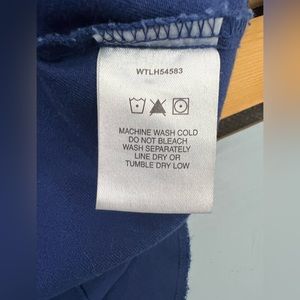 WTLH54583
MACHINE WASH COLD
DO NOT BLEACH
WASH SEPARATELY
LINE DRY OR
TUMBLE DRY LOW